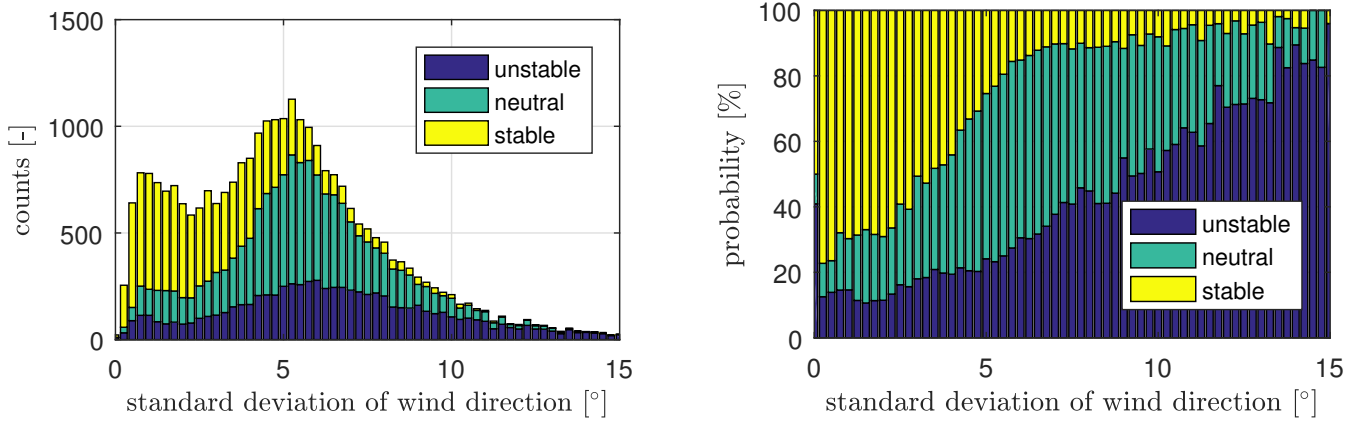 1500
1000
500
0
counts [-]
unstable
neutral
stable
0 5 10 15
standard deviation of wind direction [°]
100
80
60
40
20
0
probability [%]
unstable
neutral
stable
0 5 10 15
standard deviation of wind direction [°]